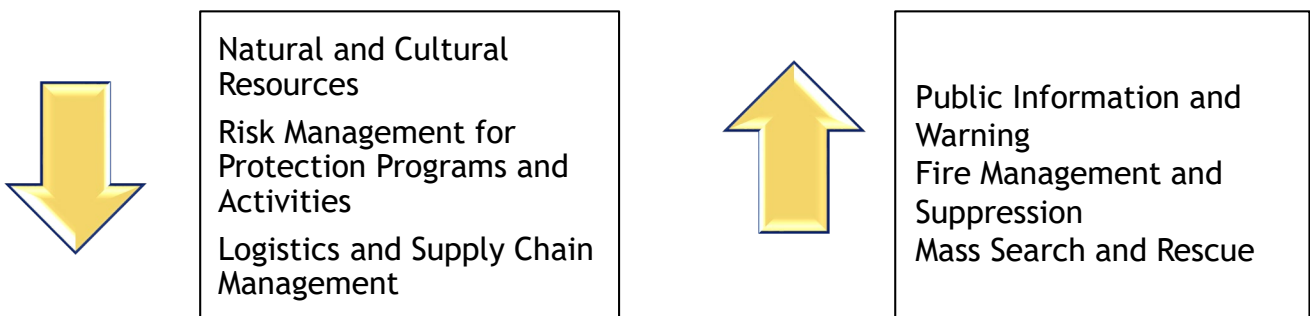 Natural and Cultural
Resources
Risk Management for
Protection Programs and
Activities
Logistics and Supply Chain
Management
Public Information and
Warning
Fire Management and
Suppression
Mass Search and Rescue